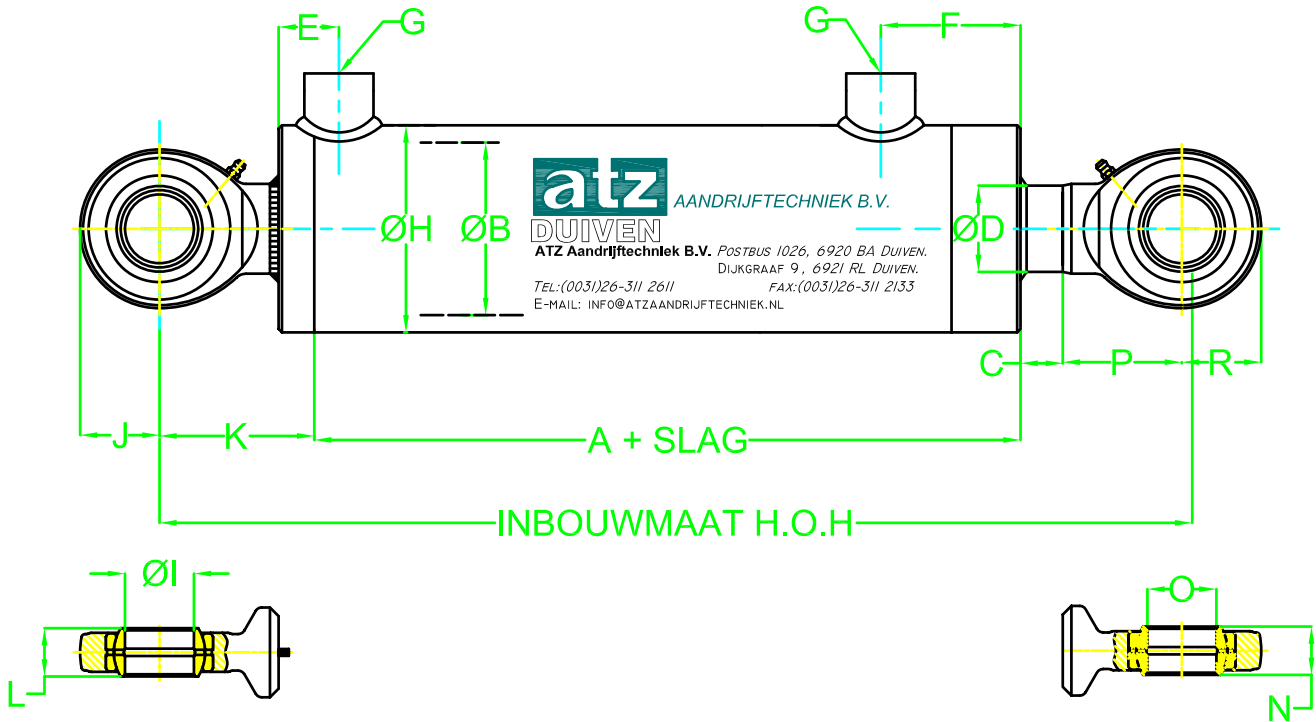 E
G
G
F
ØH
ØB
atz
AANDRIJFTECHNIEK B.V.
DUIVEN
ATZ Aandrijftechniek B.V. POSTBUS 1026, 6920 BA DUIVEN.
DIJKGRAAF 9, 6921 RL DUIVEN.
TEL:(0031)26-311 2611 FAX:(0031)26-311 2133
E-MAIL: INFO@ATZAANDRIJFTECHNIEK.NL
ØD
C
P
R
J
K
A + SLAG
INBOUWMAAT H.O.H
ØI
O
L
N